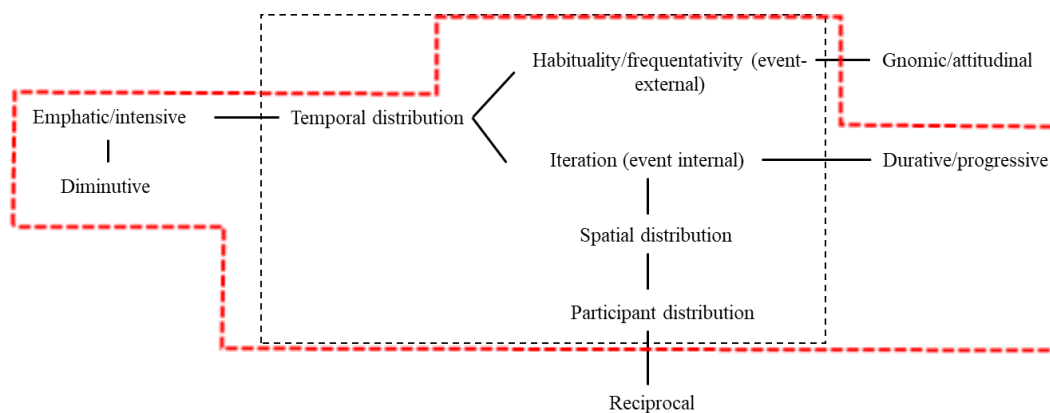 Habituality/frequentativity (event-
external)
Gnomic/attitudinal
Emphatic/intensive
Temporal distribution
Iteration (event internal)
Durative/progressive
Diminutive
Spatial distribution
Participant distribution
Reciprocal